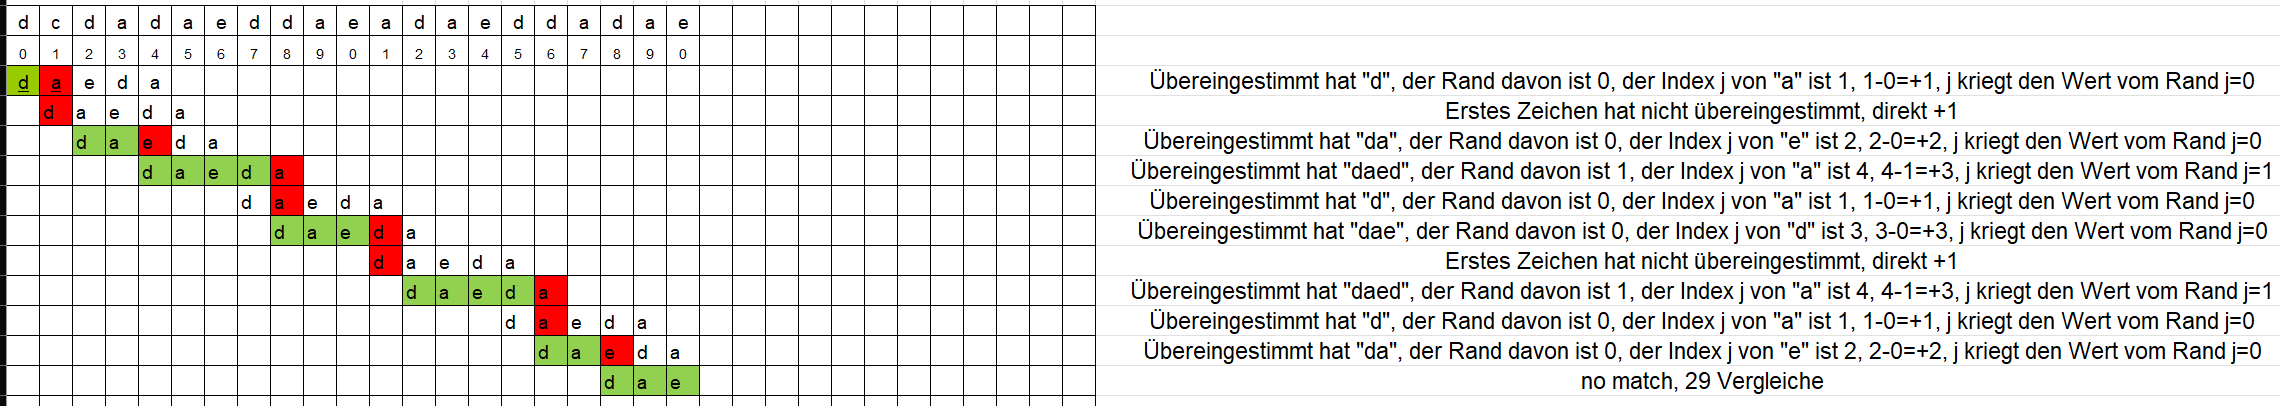 d c d a d a e d d a e a d a e d d a d a e
0 1 2 3 4 5 6 7 8 9 0 1 2 3 4 5 6 7 8 9 0
d a e d a Übereingestimmt hat "d", der Rand davon ist 0, der Index j von "a" ist 1, 1-0=+1, j kriegt den Wert vom Rand j=0
d a e d a Erstes Zeichen hat nicht übereingestimmt, direkt +1
d a e d a Übereingestimmt hat "da", der Rand davon ist 0, der Index j von "e" ist 2, 2-0=+2, j kriegt den Wert vom Rand j=0
d a e d a Übereingestimmt hat "daed", der Rand davon ist 1, der Index j von "a" ist 4, 4-1=+3, j kriegt den Wert vom Rand j=1
d a e d a Übereingestimmt hat "d", der Rand davon ist 0, der Index j von "a" ist 1, 1-0=+1, j kriegt den Wert vom Rand j=0
d a e d a Übereingestimmt hat "dae", der Rand davon ist 0, der Index j von "d" ist 3, 3-0=+3, j kriegt den Wert vom Rand j=0
d a e d a Erstes Zeichen hat nicht übereingestimmt, direkt +1
d a e d a Übereingestimmt hat "daed", der Rand davon ist 1, der Index j von "a" ist 4, 4-1=+3, j kriegt den Wert vom Rand j=1
d a e d a Übereingestimmt hat "d", der Rand davon ist 0, der Index j von "a" ist 1, 1-0=+1, j kriegt den Wert vom Rand j=0
d a e d a Übereingestimmt hat "da", der Rand davon ist 0, der Index j von "e" ist 2, 2-0=+2, j kriegt den Wert vom Rand j=0
d a e no match, 29 Vergleiche